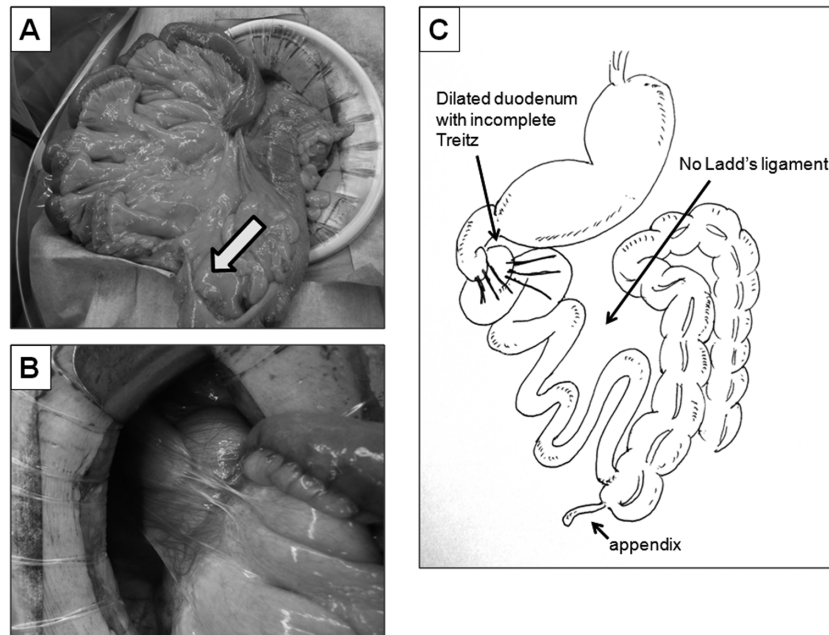 A
B
C
Dilated duodenum
with incomplete
Treitz
No Ladd's ligament
appendix